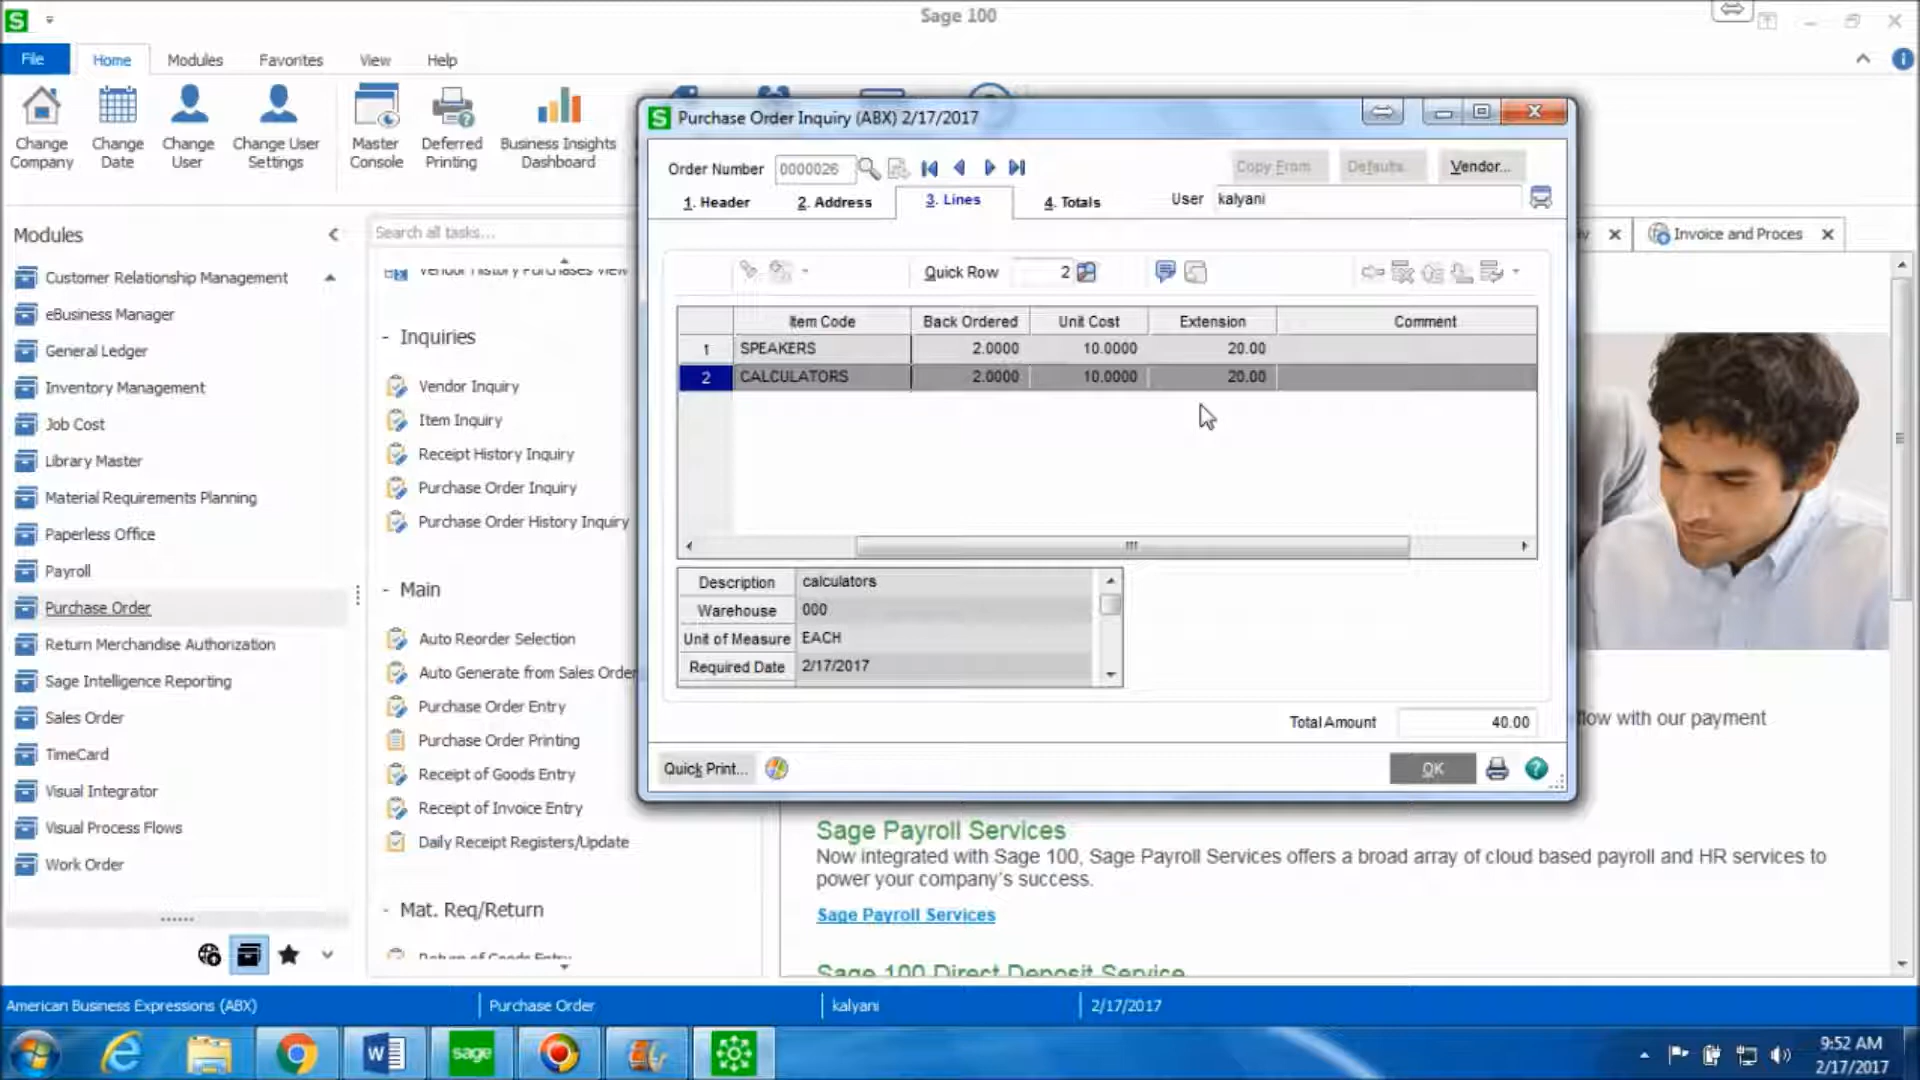 Sage 100
File
Home
Modules
Favorites
View
Help
Change Company
Change Date
Change User
Change User Settings
Master Console
Deferred Printing
Business Insights Dashboard
Modules
Customer Relationship Management
eBusiness Manager
General Ledger
Inventory Management
Job Cost
Library Master
Material Requirements Planning
Paperless Office
Payroll
Purchase Order
Return Merchandise Authorization
Sage Intelligence Reporting
Sales Order
TimeCard
Visual Integrator
Visual Process Flows
Work Order
Search all tasks...
Vendor History Purchases View
- Inquiries
Vendor Inquiry
Item Inquiry
Receipt History Inquiry
Purchase Order Inquiry
Purchase Order History Inquiry
- Main
Auto Reorder Selection
Auto Generate from Sales Order
Purchase Order Entry
Purchase Order Printing
Receipt of Goods Entry
Receipt of Invoice Entry
Daily Receipt Registers/Update
- Mat. Req/Return
Return of Goods Entry
S Purchase Order Inquiry (ABX) 2/17/2017
Order Number 0000026
Copy From
Defaults...
Vendor...
1. Header
2. Address
3. Lines
4. Totals
User kalyani
Quick Row 2
Item Code Back Ordered Unit Cost Extension Comment
1 SPEAKERS 2.0000 10.0000 20.00
2 CALCULATORS 2.0000 10.0000 20.00
Description calculators
Warehouse 000
Unit of Measure EACH
Required Date 2/17/2017
Total Amount 40.00
Quick Print...
OK
Invoice and Proces
flow with our payment
Sage Payroll Services
Now integrated with Sage 100, Sage Payroll Services offers a broad array of cloud based payroll and HR services to
power your company's success.
Sage Payroll Services
Sage 100 Direct Deposit Service
American Business Expressions (ABX)
Purchase Order
kalyani
2/17/2017
sage
9:52 AM
2/17/2017